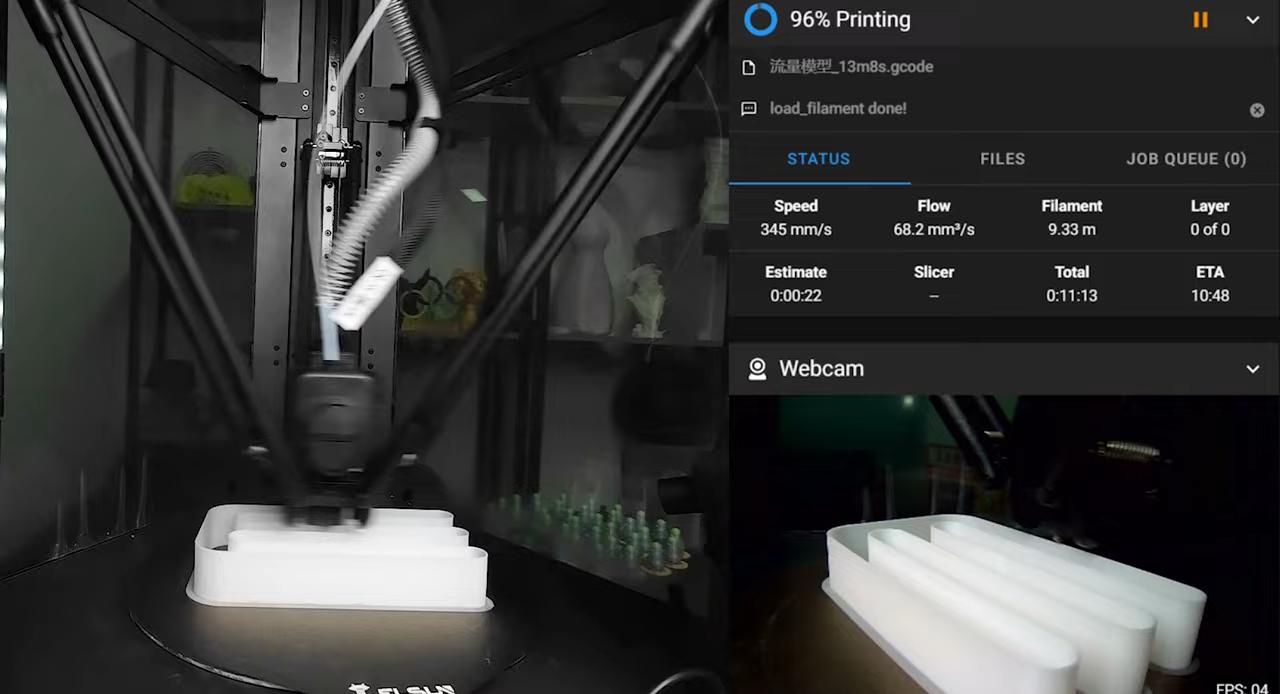 96% Printing
流量模型_13m8s.gcode
load_filament done!
STATUS FILES JOB QUEUE (0)
Speed Flow Filament Layer
345 mm/s 68.2 mm³/s 9.33 m 0 of 0
Estimate Slicer Total ETA
0:00:22 – 0:11:13 10:48
Webcam
FPS: 04